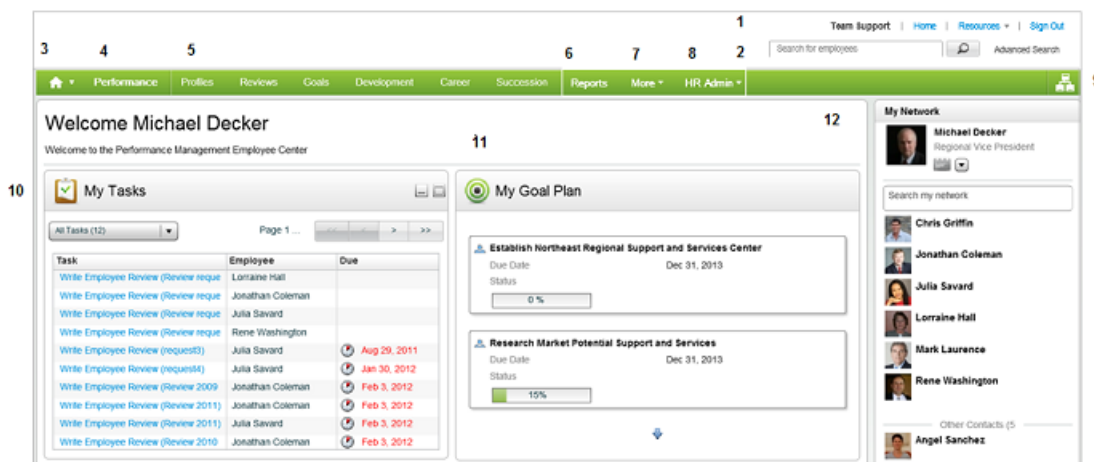 1
Team Support | Home | Resources | Sign Out
3 4 5 6 7 8 2
Search for employees Advanced Search
Performance Profiles Reviews Goals Development Career Succession Reports More HR Admin
12
Welcome Michael Decker
11
Welcome to the Performance Management Employee Center
10
My Tasks
All Tasks (12) Page 1 ... << < > >>
Task Employee Due
Write Employee Review (Review reque Lorraine Hall
Write Employee Review (Review reque Jonathan Coleman
Write Employee Review (Review reque Julia Savard
Write Employee Review (Review reque Rene Washington
Write Employee Review (request3) Julia Savard Aug 29, 2011
Write Employee Review (request4) Julia Savard Jan 30, 2012
Write Employee Review (Review 2009 Jonathan Coleman Feb 3, 2012
Write Employee Review (Review 2011) Jonathan Coleman Feb 3, 2012
Write Employee Review (Review 2011) Julia Savard Feb 3, 2012
Write Employee Review (Review 2010 Jonathan Coleman Feb 3, 2012
My Goal Plan
Establish Northeast Regional Support and Services Center
Due Date Dec 31, 2013
Status
0 %
Research Market Potential Support and Services
Due Date Dec 31, 2013
Status
15%
My Network
Michael Decker
Regional Vice President
Search my network
Chris Griffin
Jonathan Coleman
Julia Savard
Lorraine Hall
Mark Laurence
Rene Washington
Other Contacts (5
Angel Sanchez